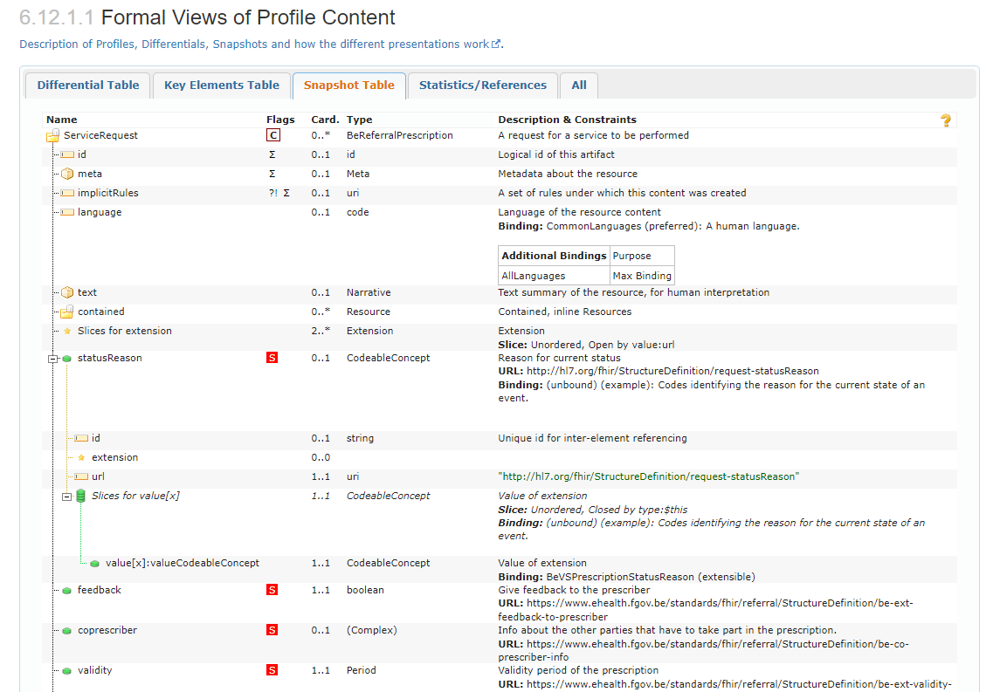 6.12.1.1 Formal Views of Profile Content
Description of Profiles, Differentials, Snapshots and how the different presentations work.
Differential Table Key Elements Table Snapshot Table Statistics/References All
Name Flags Card. Type Description & Constraints ?
ServiceRequest C 0..* BeReferralPrescription A request for a service to be performed
id Σ 0..1 id Logical id of this artifact
meta Σ 0..1 Meta Metadata about the resource
implicitRules ?! Σ 0..1 uri A set of rules under which this content was created
language 0..1 code Language of the resource content
Binding: CommonLanguages (preferred): A human language.
Additional Bindings Purpose
AllLanguages Max Binding
text 0..1 Narrative Text summary of the resource, for human interpretation
contained 0..* Resource Contained, inline Resources
Slices for extension 2..* Extension Extension
Slice: Unordered, Open by value:url
statusReason S 0..1 CodeableConcept Reason for current status
URL: http://hl7.org/fhir/StructureDefinition/request-statusReason
Binding: (unbound) (example): Codes identifying the reason for the current state of an
event.
id 0..1 string Unique id for inter-element referencing
extension 0..0
url 1..1 uri "http://hl7.org/fhir/StructureDefinition/request-statusReason"
Slices for value[x] 1..1 CodeableConcept Value of extension
Slice: Unordered, Closed by type:$this
Binding: (unbound) (example): Codes identifying the reason for the current state of an
event.
value[x]:valueCodeableConcept 1..1 CodeableConcept Value of extension
Binding: BeVSPrescriptionStatusReason (extensible)
feedback S 1..1 boolean Give feedback to the prescriber
URL: https://www.ehealth.fgov.be/standards/fhir/referral/StructureDefinition/be-ext-
feedback-to-prescriber
coprescriber S 0..1 (Complex) Info about the other parties that have to take part in the prescription.
URL: https://www.ehealth.fgov.be/standards/fhir/referral/StructureDefinition/be-co-
prescriber-info
validity S 1..1 Period Validity period of the prescription
URL: https://www.ehealth.fgov.be/standards/fhir/referral/StructureDefinition/be-ext-validity-